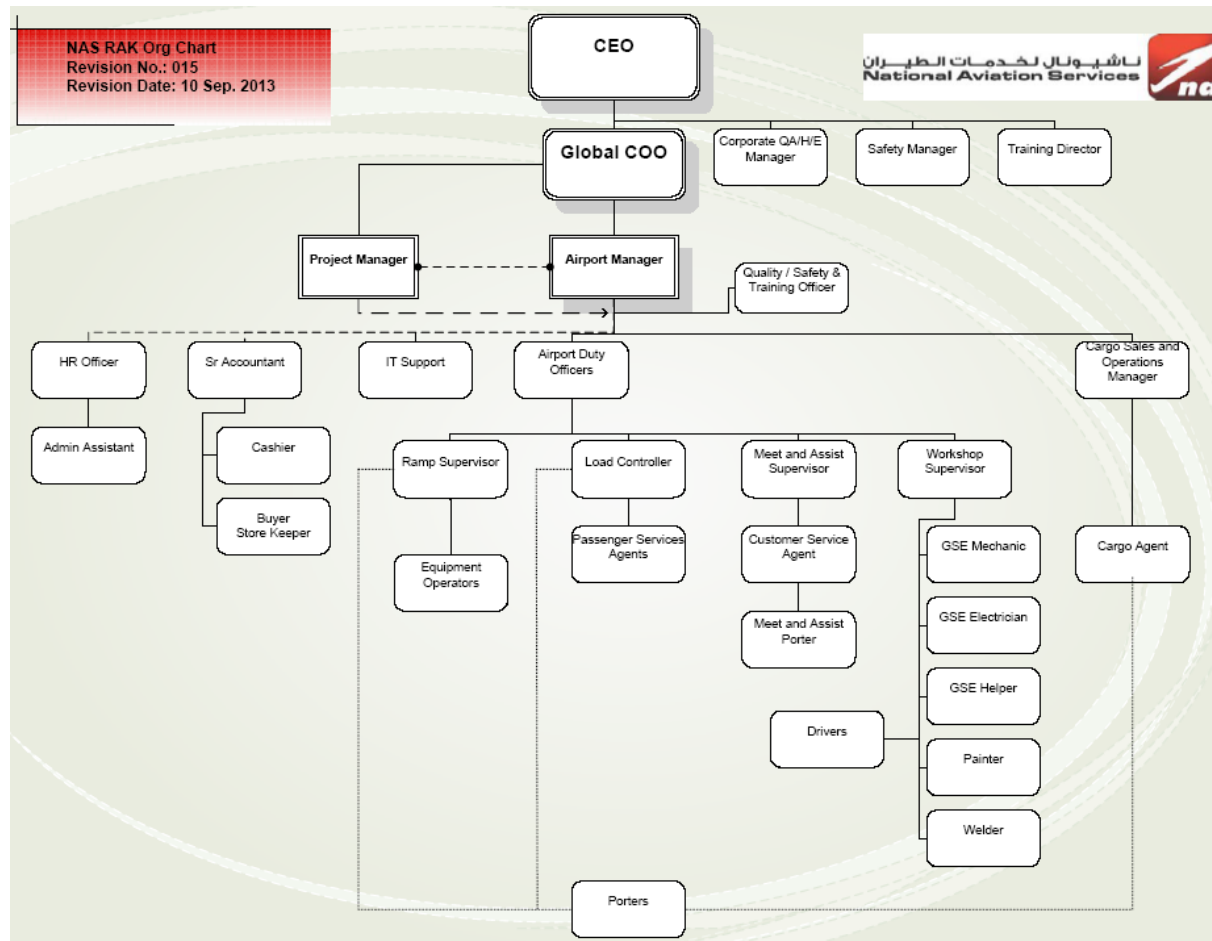 NAS RAK Org Chart
Revision No.: 015
Revision Date: 10 Sep. 2013
CEO
ناشيونال لخدمات الطيران
National Aviation Services
nas
Global COO
Corporate QA/H/E
Manager
Safety Manager
Training Director
Project Manager
Airport Manager
Quality / Safety &
Training Officer
HR Officer
Sr Accountant
IT Support
Airport Duty
Officers
Cargo Sales and
Operations
Manager
Admin Assistant
Cashier
Buyer
Store Keeper
Ramp Supervisor
Load Controller
Meet and Assist
Supervisor
Workshop
Supervisor
Equipment
Operators
Passenger Services
Agents
Customer Service
Agent
GSE Mechanic
Cargo Agent
Meet and Assist
Porter
GSE Electrician
GSE Helper
Drivers
Painter
Welder
Porters